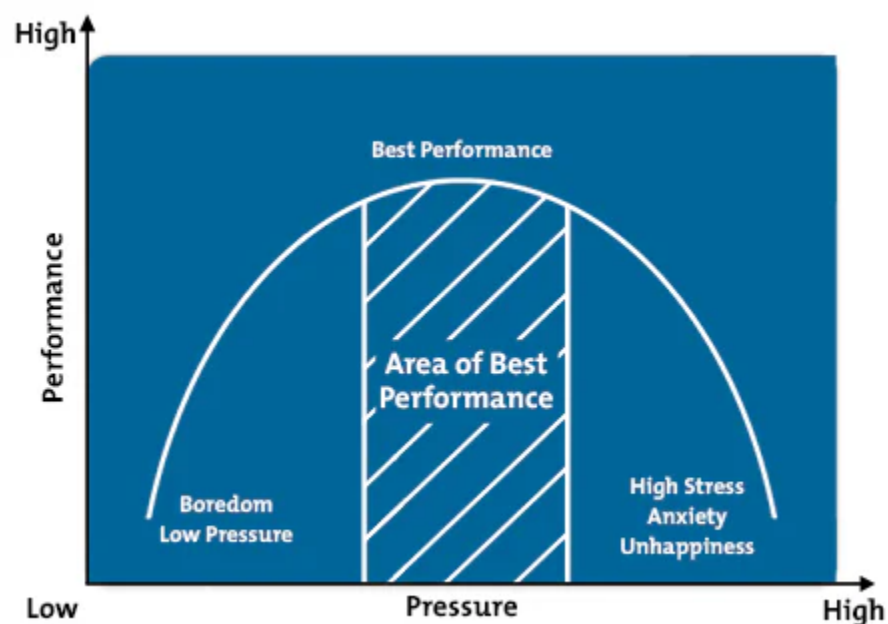 High
Best Performance
Performance
Area of Best
Performance
Boredom
Low Pressure
High Stress
Anxiety
Unhappiness
Low
Pressure
High